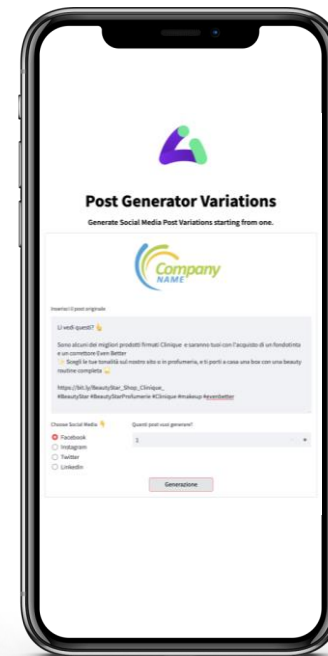 Post Generator Variations
Generate Social Media Post Variations starting from one.
Company
NAME
Inserisci il post originale
Li vedi questi? 👆
Sono alcuni dei migliori prodotti firmati Clinique e saranno tuoi con l'acquisto di un fondotinta
e un correttore Even Better
✨ Scegli le tue tonalità sul nostro sito o in profumeria, e ti porti a casa una box con una beauty
routine completa
https://bit.ly/BeautyStar_Shop_Clinique_
#BeautyStar #BeautyStarProfumerie #Clinique #makeup #evenbetter
Choose Social Media 👇 Quanti post vuoi generare?
Facebook 1
Instagram
Twitter
LinkedIn
Generazione